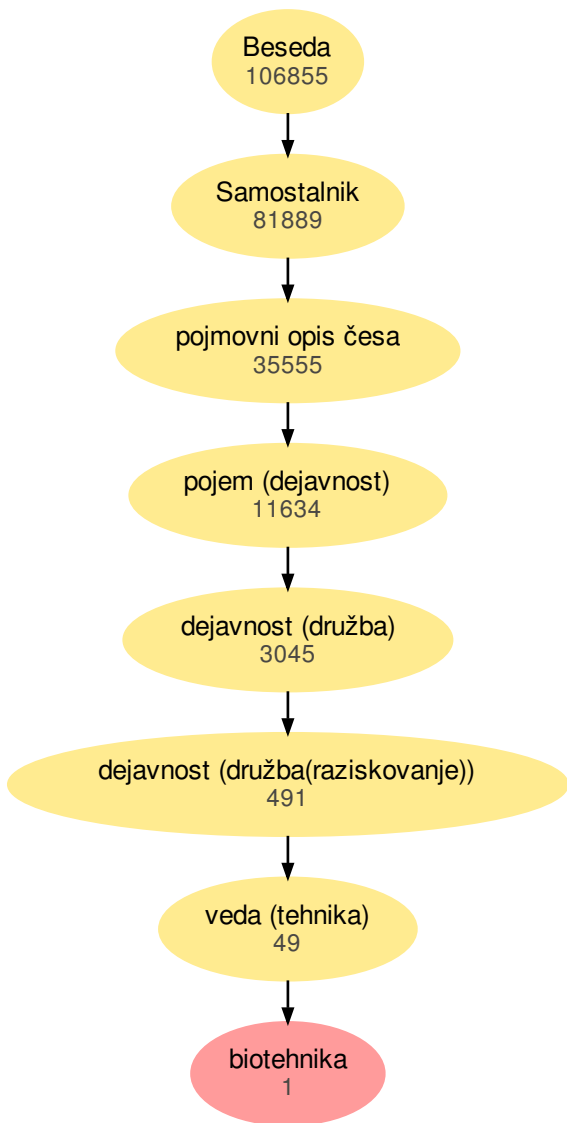 Beseda
106855
Samostalnik
81889
pojmovni opis česa
35555
pojem (dejavnost)
11634
dejavnost (družba)
3045
dejavnost (družba(raziskovanje))
491
veda (tehnika)
49
biotehnika
1